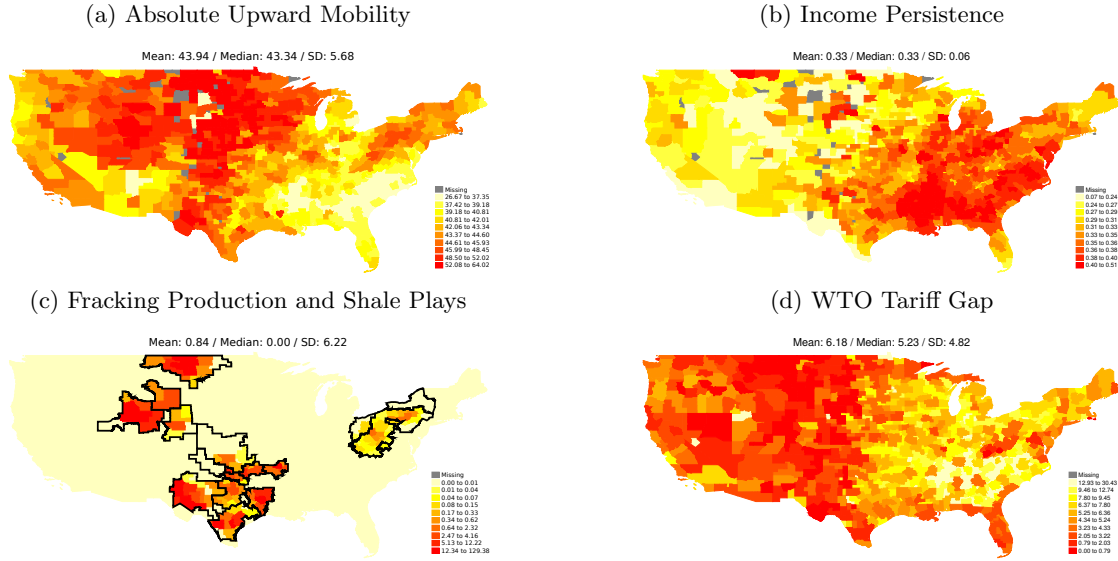 (a) Absolute Upward Mobility
Mean: 43.94 / Median: 43.34 / SD: 5.68
Missing
26.67 to 37.35
37.42 to 39.18
39.18 to 40.81
40.81 to 42.01
42.06 to 43.34
43.37 to 44.60
44.61 to 45.93
45.99 to 48.45
48.50 to 52.02
52.08 to 64.02
(b) Income Persistence
Mean: 0.33 / Median: 0.33 / SD: 0.06
Missing
0.07 to 0.24
0.24 to 0.27
0.27 to 0.29
0.29 to 0.31
0.31 to 0.33
0.33 to 0.35
0.35 to 0.36
0.36 to 0.38
0.38 to 0.40
0.40 to 0.51
(c) Fracking Production and Shale Plays
Mean: 0.84 / Median: 0.00 / SD: 6.22
Missing
0.00 to 0.01
0.01 to 0.04
0.04 to 0.07
0.08 to 0.15
0.17 to 0.33
0.34 to 0.62
0.64 to 2.32
2.47 to 4.16
5.13 to 12.22
12.34 to 129.38
(d) WTO Tariff Gap
Mean: 6.18 / Median: 5.23 / SD: 4.82
Missing
12.93 to 30.43
9.46 to 12.74
7.80 to 9.45
6.37 to 7.80
5.25 to 6.36
4.34 to 5.24
3.23 to 4.33
2.05 to 3.22
0.79 to 2.03
0.00 to 0.79